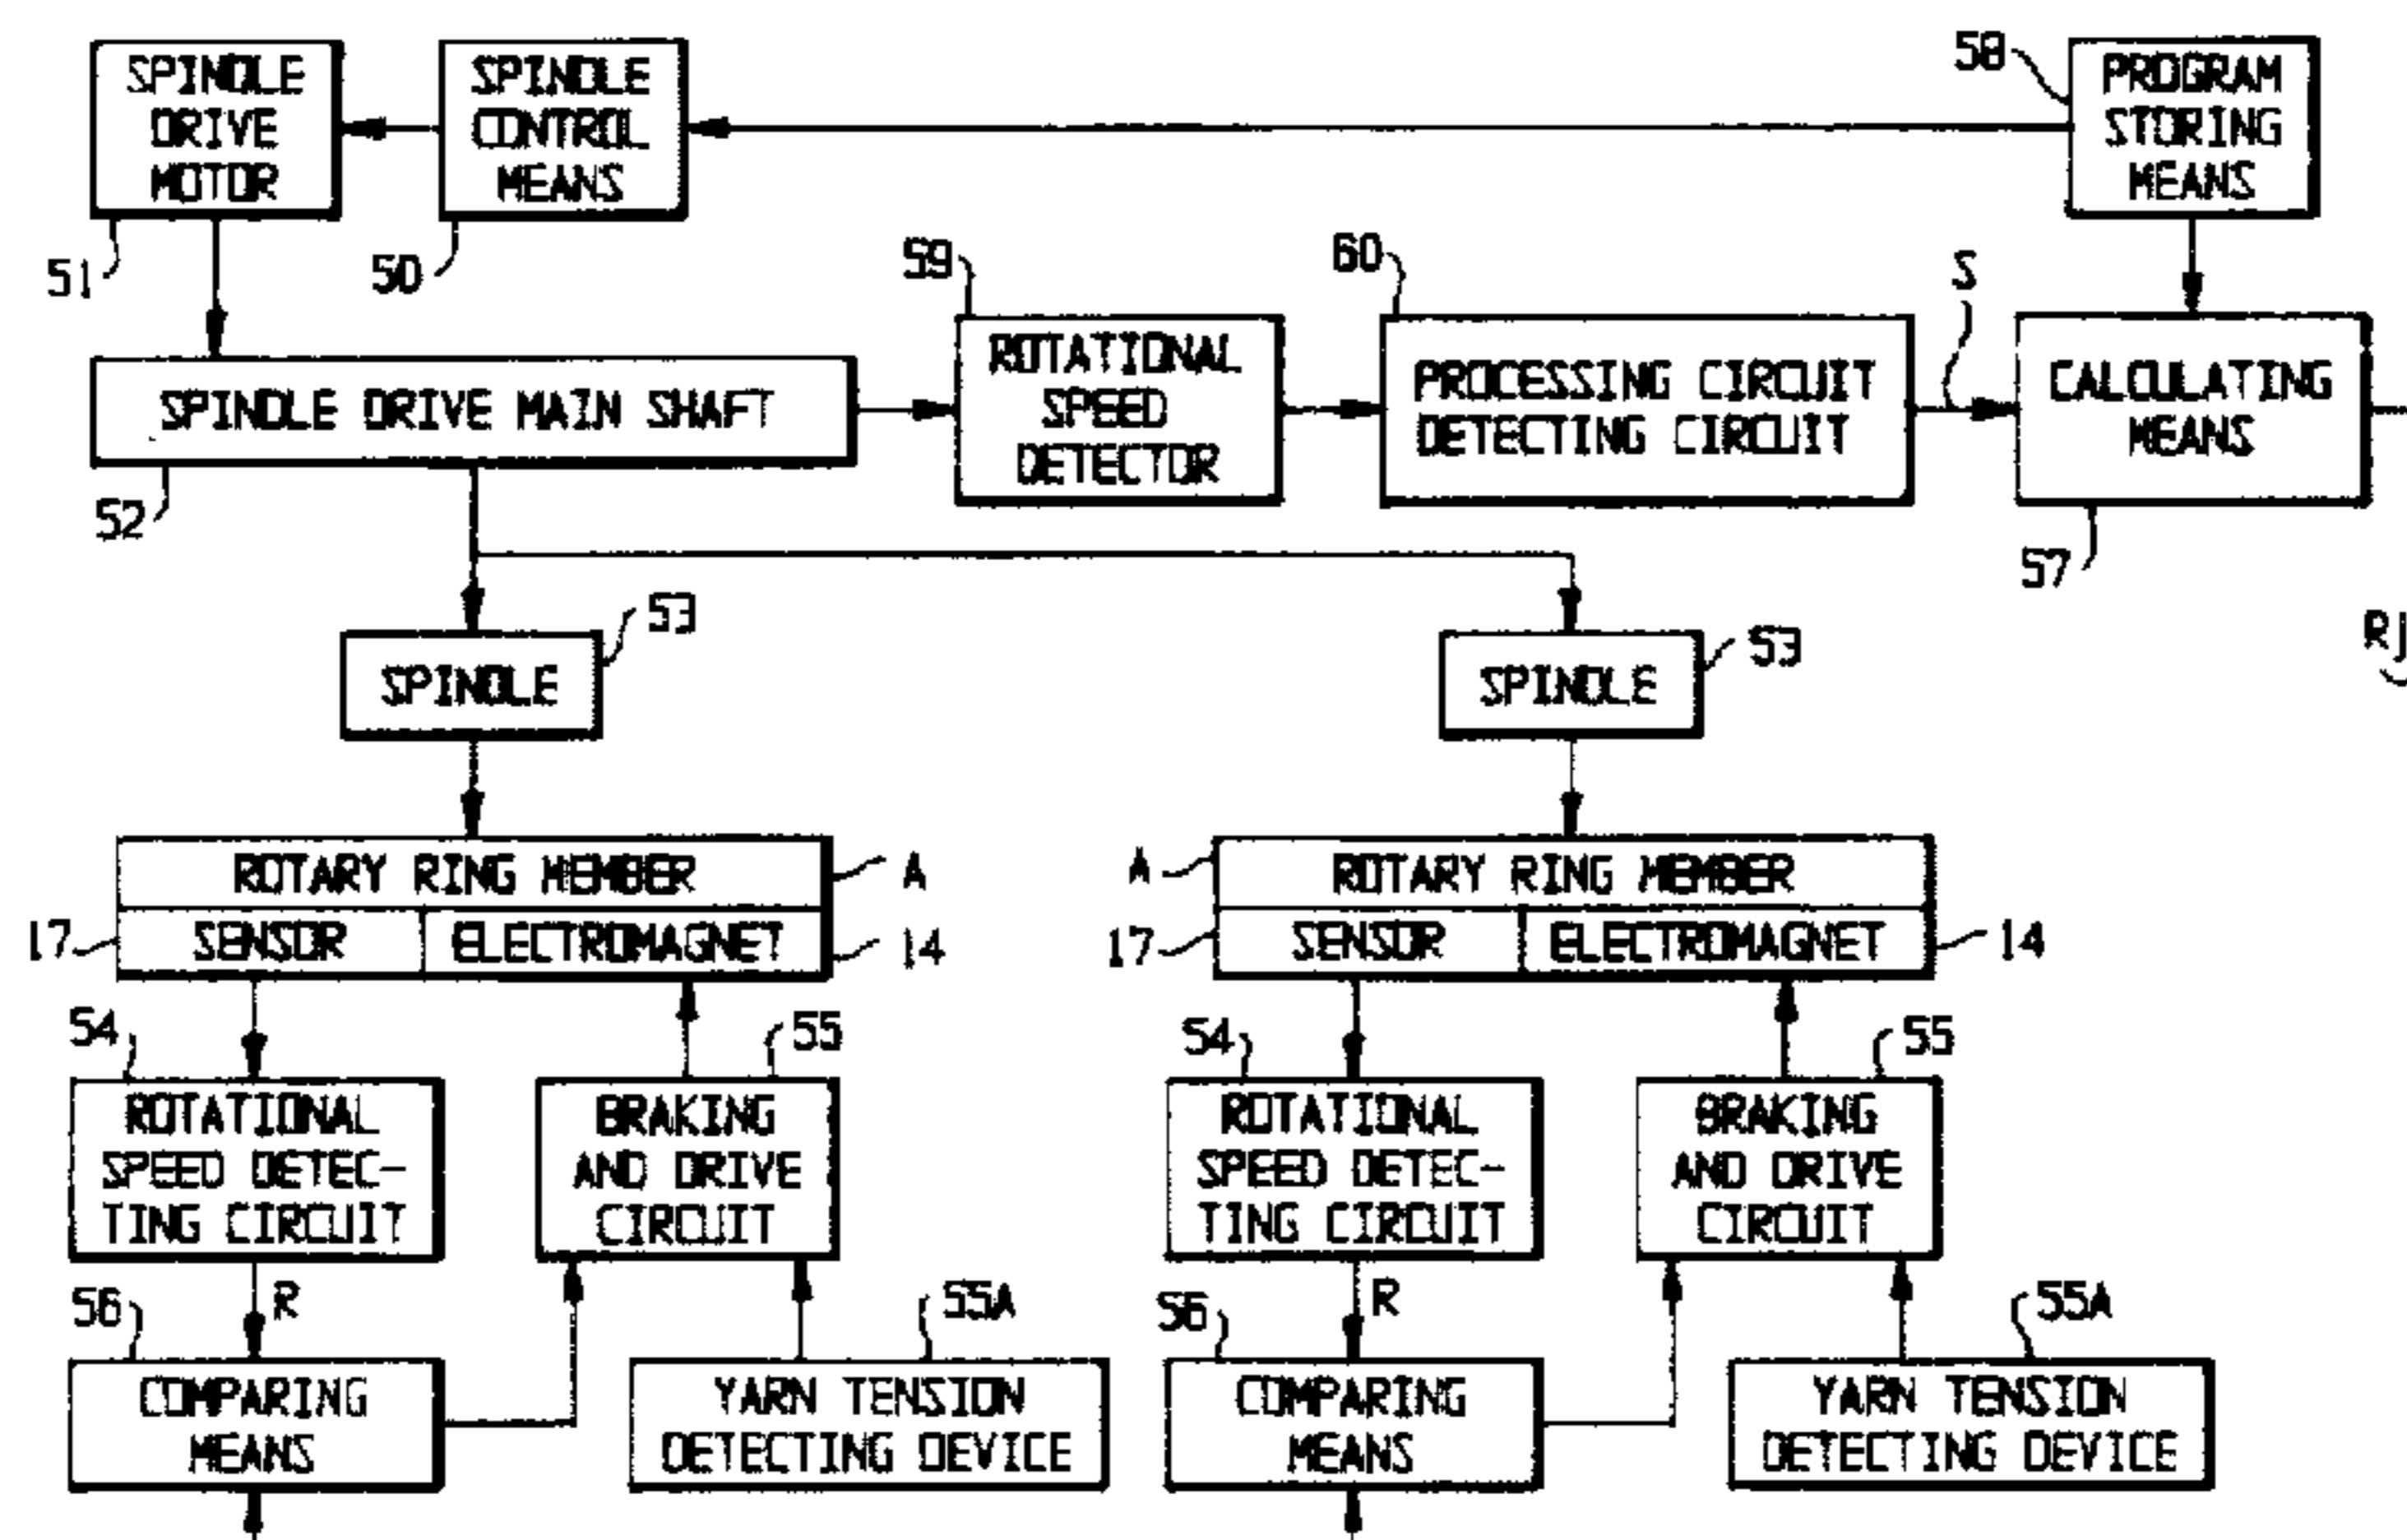 SPINDLE
DRIVE
MOTOR
51
SPINDLE
CONTROL
MEANS
50
58
PROGRAM
STORING
MEANS
SPINDLE DRIVE MAIN SHAFT
52
59
ROTATIONAL
SPEED
DETECTOR
60
PROCESSING CIRCUIT
DETECTING CIRCUIT
S
CALCULATING
MEANS
57
SPINDLE
53
SPINDLE
53
Rj
ROTARY RING MEMBER
A
17
SENSOR
ELECTROMAGNET
14
A
ROTARY RING MEMBER
17
SENSOR
ELECTROMAGNET
14
54
ROTATIONAL
SPEED DETEC-
TING CIRCUIT
55
BRAKING
AND DRIVE
CIRCUIT
54
ROTATIONAL
SPEED DETEC-
TING CIRCUIT
55
BRAKING
AND DRIVE
CIRCUIT
R
56
COMPARING
MEANS
55A
YARN TENSION
DETECTING DEVICE
R
56
COMPARING
MEANS
55A
YARN TENSION
DETECTING DEVICE